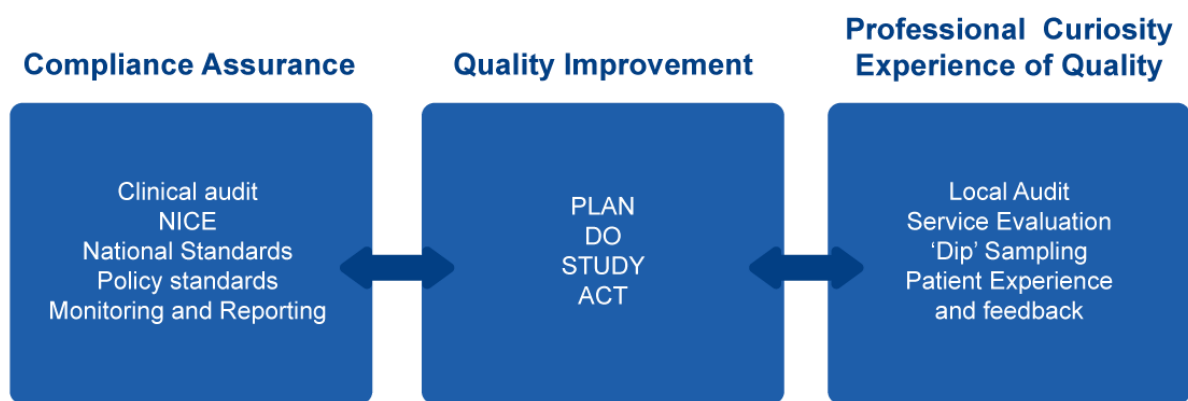 Compliance Assurance
Quality Improvement
Professional Curiosity
Experience of Quality
Clinical audit
NICE
National Standards
Policy standards
Monitoring and Reporting
PLAN
DO
STUDY
ACT
Local Audit
Service Evaluation
‘Dip’ Sampling
Patient Experience
and feedback